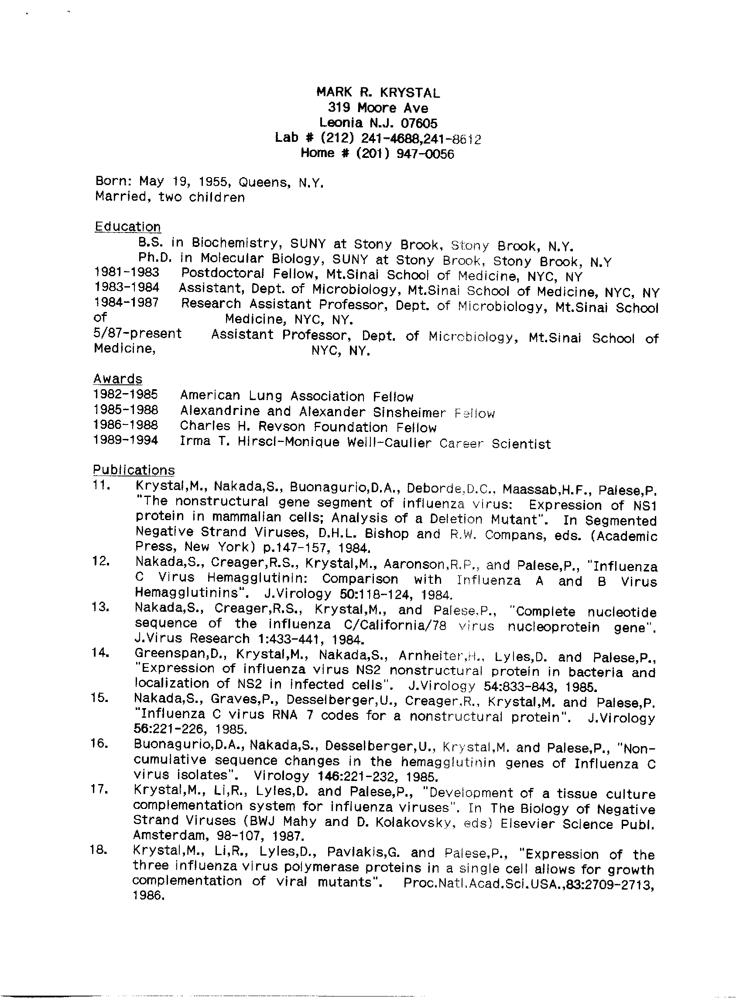 MARK R. KRYSTAL
319 Moore Ave
Leonia N.J. 07605
Lab # (212) 241-4688,241-8612
Home # (201) 947-0056
Born: May 19, 1955, Queens, N.Y.
Married, two children
Education
B.S. in Biochemistry, SUNY at Stony Brook, Stony Brook, N.Y.
Ph.D. in Molecular Biology, SUNY at Stony Brook, Stony Brook, N.Y
1981-1983 Postdoctoral Fellow, Mt.Sinai School of Medicine, NYC, NY
1983-1984 Assistant, Dept. of Microbiology, Mt.Sinai School of Medicine, NYC, NY
1984-1987 Research Assistant Professor, Dept. of Microbiology, Mt.Sinai School
of Medicine, NYC, NY.
5/87-present Assistant Professor, Dept. of Microbiology, Mt.Sinai School of
Medicine, NYC, NY.
Awards
1982-1985 American Lung Association Fellow
1985-1988 Alexandrine and Alexander Sinsheimer Fellow
1986-1988 Charles H. Revson Foundation Fellow
1989-1994 Irma T. Hirscl-Monique Weill-Caulier Career Scientist
Publications
11. Krystal,M., Nakada,S., Buonagurio,D.A., Deborde,D.C., Maassab,H.F., Palese,P.
"The nonstructural gene segment of influenza virus: Expression of NS1
protein in mammalian cells; Analysis of a Deletion Mutant". In Segmented
Negative Strand Viruses, D.H.L. Bishop and R.W. Compans, eds. (Academic
Press, New York) p.147-157, 1984.
12. Nakada,S., Creager,R.S., Krystal,M., Aaronson,R.P., and Palese,P., "Influenza
C Virus Hemagglutinin: Comparison with Influenza A and B Virus
Hemagglutinins". J.Virology 50:118-124, 1984.
13. Nakada,S., Creager,R.S., Krystal,M., and Palese.P., "Complete nucleotide
sequence of the influenza C/California/78 virus nucleoprotein gene".
J.Virus Research 1:433-441, 1984.
14. Greenspan,D., Krystal,M., Nakada,S., Arnheiter,H., Lyles,D. and Palese,P.,
"Expression of influenza virus NS2 nonstructural protein in bacteria and
localization of NS2 in infected cells". J.Virology 54:833-843, 1985.
15. Nakada,S., Graves,P., Desselberger,U., Creager.R., Krystal,M. and Palese,P.
"Influenza C virus RNA 7 codes for a nonstructural protein". J.Virology
56:221-226, 1985.
16. Buonagurio,D.A., Nakada,S., Desselberger,U., Krystal,M. and Palese,P., "Non-
cumulative sequence changes in the hemagglutinin genes of Influenza C
virus isolates". Virology 146:221-232, 1985.
17. Krystal,M., Li,R., Lyles,D. and Palese,P., "Development of a tissue culture
complementation system for influenza viruses". In The Biology of Negative
Strand Viruses (BWJ Mahy and D. Kolakovsky, eds) Elsevier Science Publ.
Amsterdam, 98-107, 1987.
18. Krystal,M., Li,R., Lyles,D., Pavlakis,G. and Palese,P., "Expression of the
three influenza virus polymerase proteins in a single cell allows for growth
complementation of viral mutants". Proc.Natl.Acad.Sci.USA.,83:2709-2713,
1986.